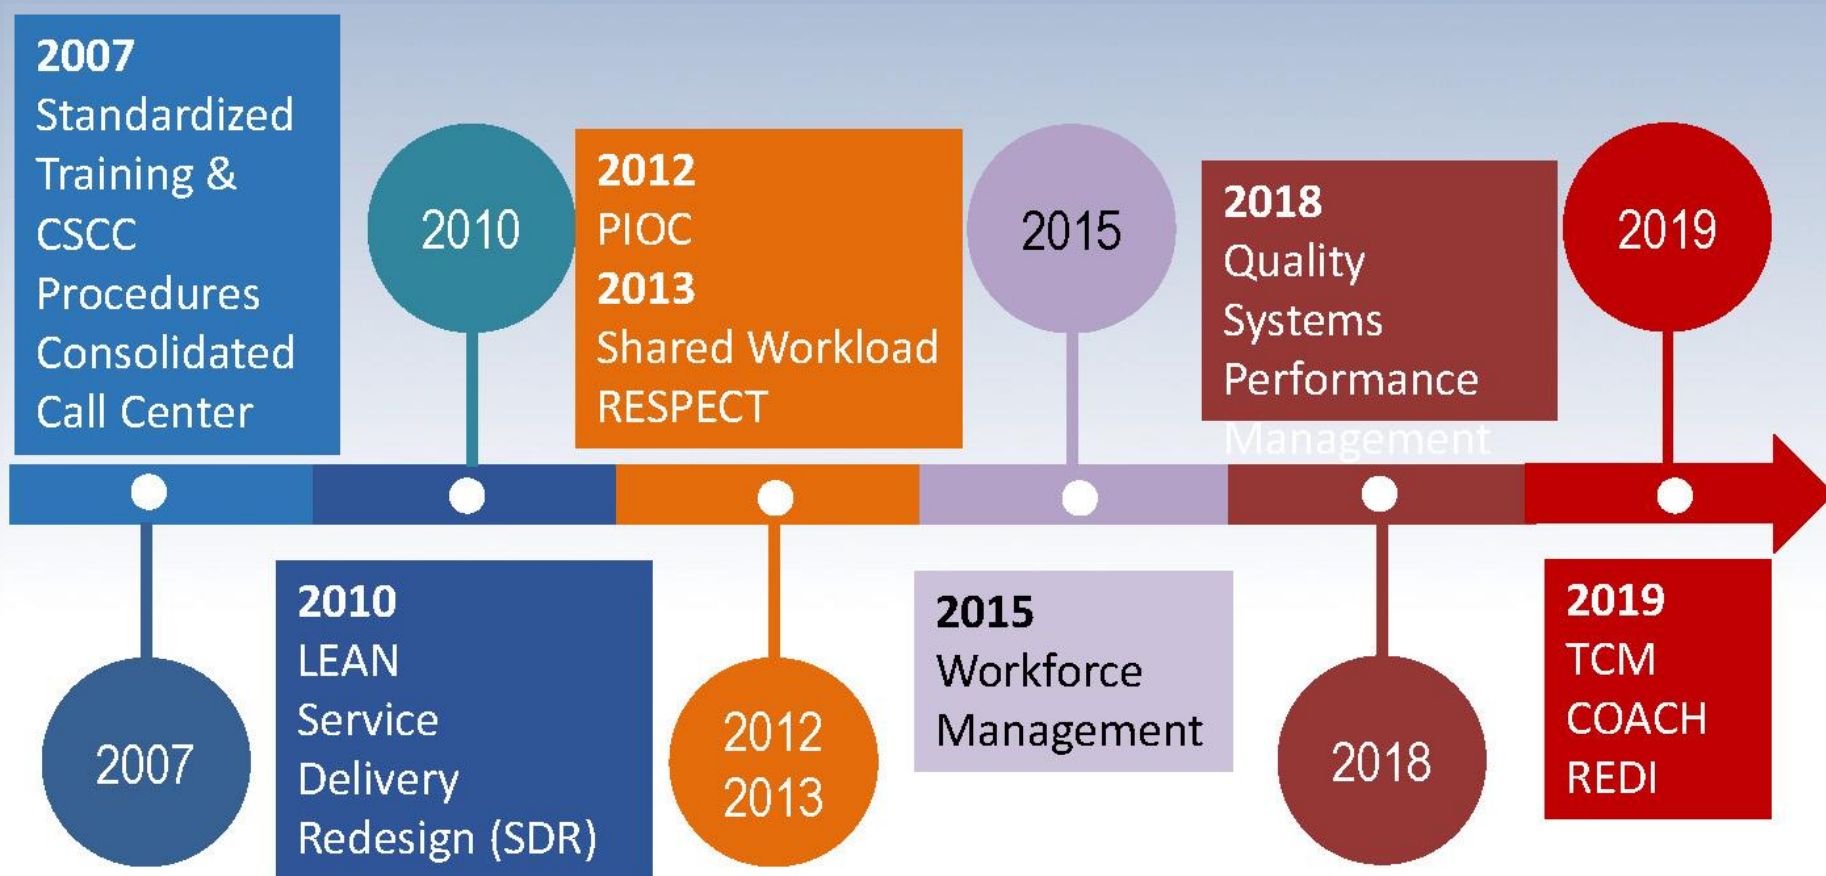 2007
Standardized
Training &
CSCC
Procedures
Consolidated
Call Center
2010
2012
PIOC
2013
Shared Workload
RESPECT
2015
2018
Quality
Systems
Performance
Management
2019
2007
2010
LEAN
Service
Delivery
Redesign (SDR)
2012
2013
2015
Workforce
Management
2018
2019
TCM
COACH
REDI